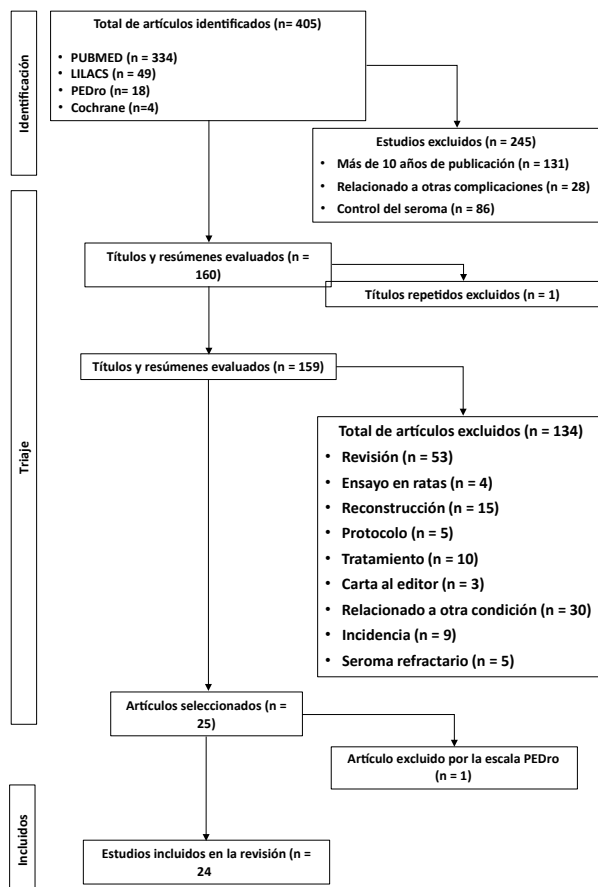 Identificación
Total de artículos identificados (n= 405)
PUBMED (n = 334)
LILACS (n = 49)
PEDro (n= 18)
Cochrane (n=4)
Estudios excluidos (n = 245)
• Más de 10 años de publicación (n = 131)
• Relacionado a otras complicaciones (n = 28)
• Control del seroma (n = 86)
Triaje
Títulos y resúmenes evaluados (n =
160)
Títulos repetidos excluidos (n = 1)
Títulos y resúmenes evaluados (n = 159)
Total de artículos excluidos (n = 134)
• Revisión (n = 53)
• Ensayo en ratas (n = 4)
• Reconstrucción (n = 15)
• Protocolo (n = 5)
• Tratamiento (n = 10)
• Carta al editor (n = 3)
• Relacionado a otra condición (n = 30)
• Incidencia (n = 9)
• Seroma refractario (n = 5)
Artículos seleccionados (n =
25)
Artículo excluido por la escala PEDro
(n = 1)
Incluidos
Estudios incluidos en la revisión (n =
24